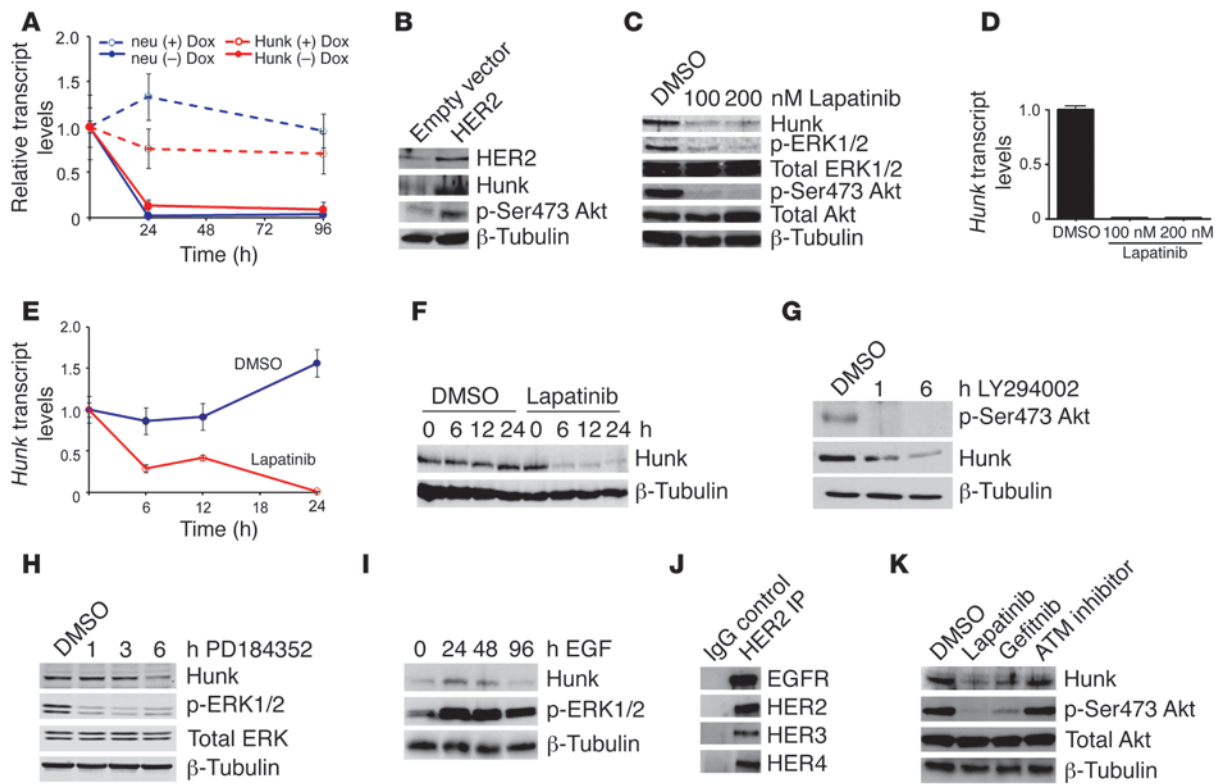 A
Relative transcript levels
2.0
1.5
1.0
0.5
0
neu (+) Dox
neu (–) Dox
Hunk (+) Dox
Hunk (–) Dox
24 48 72 96
Time (h)
B
Empty vector
HER2
HER2
Hunk
p-Ser473 Akt
β-Tubulin
C
DMSO
100 200 nM Lapatinib
Hunk
p-ERK1/2
Total ERK1/2
p-Ser473 Akt
Total Akt
β-Tubulin
D
Hunk transcript levels
1.0
0.5
0
DMSO 100 nM 200 nM
Lapatinib
E
Hunk transcript levels
2.0
1.5
1.0
0.5
0
DMSO
Lapatinib
6 12 18 24
Time (h)
F
DMSO Lapatinib
0 6 12 24 0 6 12 24 h
Hunk
β-Tubulin
G
DMSO
1 6 h LY294002
p-Ser473 Akt
Hunk
β-Tubulin
H
DMSO
1 3 6 h PD184352
Hunk
p-ERK1/2
Total ERK
β-Tubulin
I
0 24 48 96 h EGF
Hunk
p-ERK1/2
β-Tubulin
J
IgG control
HER2 IP
EGFR
HER2
HER3
HER4
K
DMSO
Lapatinib
Gefitnib
ATM inhibitor
Hunk
p-Ser473 Akt
Total Akt
β-Tubulin